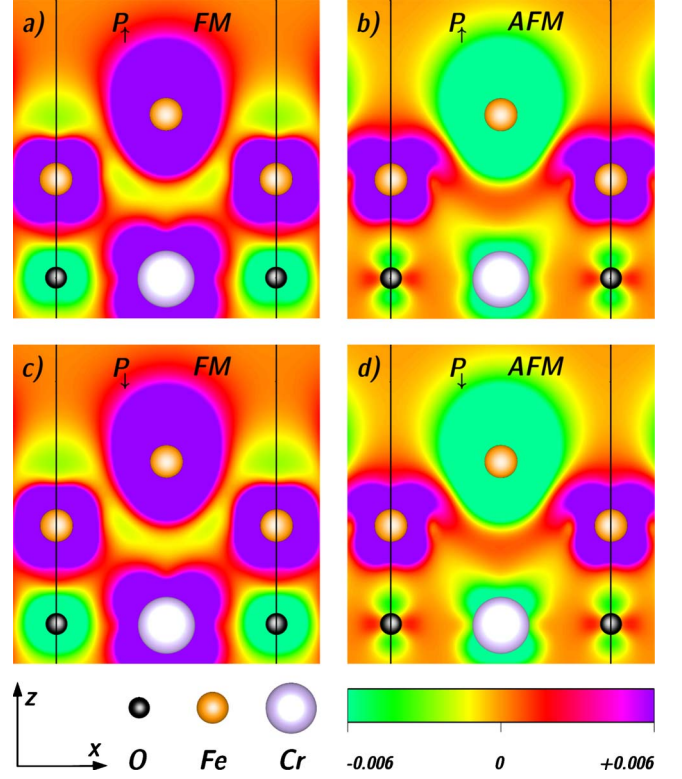 a) P↑ FM
b) P↑ AFM
c) P↓ FM
d) P↓ AFM
z
x
O Fe Cr
-0.006 0 +0.006